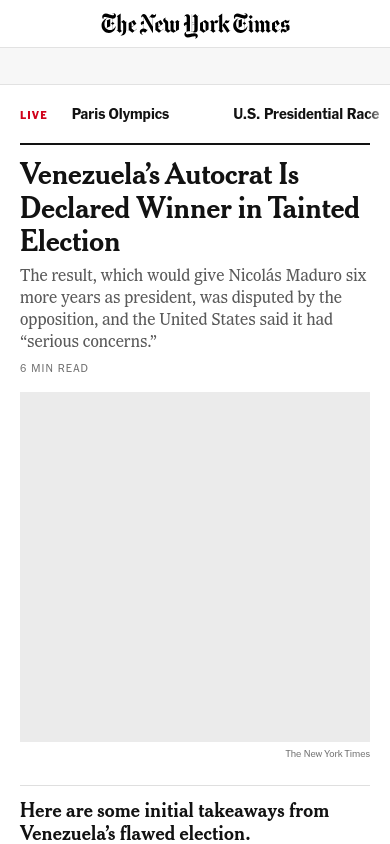 The New York Times
LIVE Paris Olympics U.S. Presidential Race
Venezuela’s Autocrat Is
Declared Winner in Tainted
Election
The result, which would give Nicolás Maduro six
more years as president, was disputed by the
opposition, and the United States said it had
“serious concerns.”
6 MIN READ
The New York Times
Here are some initial takeaways from
Venezuela’s flawed election.